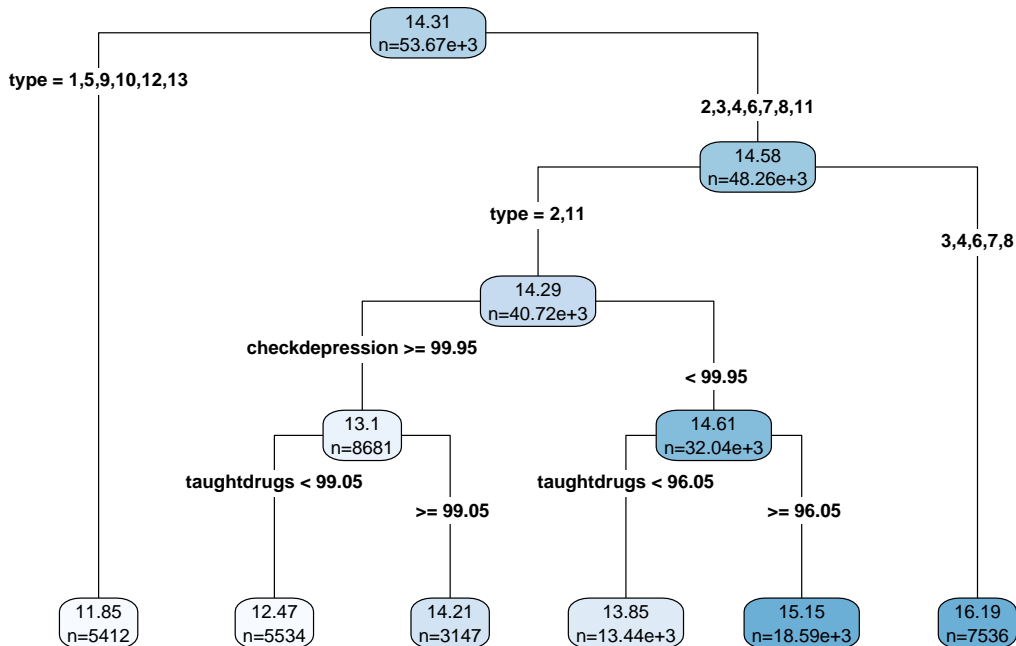 14.31
n=53.67e+3
type = 1,5,9,10,12,13
2,3,4,6,7,8,11
14.58
n=48.26e+3
type = 2,11
3,4,6,7,8
14.29
n=40.72e+3
checkdepression >= 99.95
< 99.95
13.1
n=8681
14.61
n=32.04e+3
taughtdrugs < 99.05
>= 99.05
taughtdrugs < 96.05
>= 96.05
11.85
n=5412
12.47
n=5534
14.21
n=3147
13.85
n=13.44e+3
15.15
n=18.59e+3
16.19
n=7536